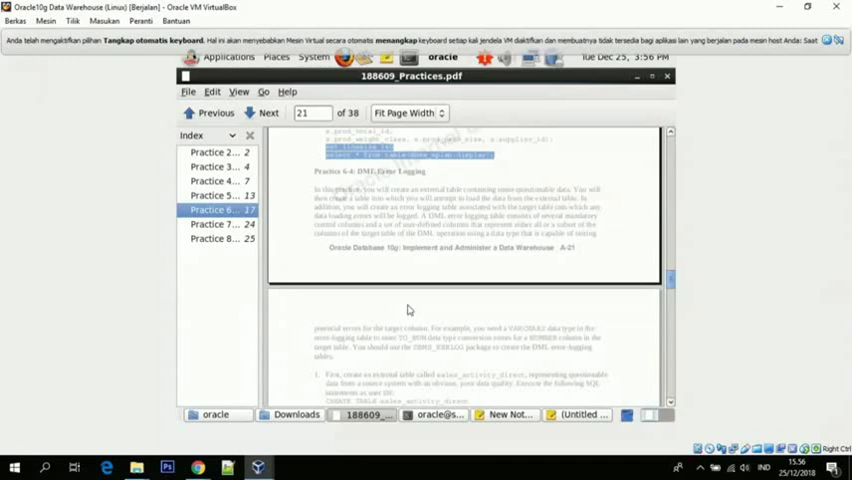 Oracle10g Data Warehouse (Linux) [Berjalan] - Oracle VM VirtualBox
Berkas Mesin Tilik Masukan Peranti Bantuan
Anda telah mengaktifkan pilihan Tangkap otomatis keyboard. Hal ini akan menyebabkan Mesin Virtual secara otomatis menangkap keyboard setiap kali jendela VM diaktifkan dan membuatnya tidak tersedia bagi aplikasi lain yang berjalan pada mesin host Anda: Saat
Applications Places System oracle Tue Dec 25, 3:56 PM
188609_Practices.pdf
File Edit View Go Help
Previous Next 21 of 38 Fit Page Width
Index
Practice 2... 2
Practice 3... 4
Practice 4... 7
Practice 5... 13
Practice 6... 17
Practice 7... 24
Practice 8... 25
s.prod_total_id,
s.prod_weight_class, s.prod_pack_size, s.supplier_id);
set linesize 140
select * from table(dbms_xplan.display);
Practice 6-4: DML Error Logging
In this practice, you will create an external table containing some questionable data. You will
then create a table into which you will attempt to load the data from the external table. In
addition, you will create an error logging table associated with the target table into which any
data loading errors will be logged. A DML error logging table consists of several mandatory
control columns and a set of user-defined columns that represent either all or a subset of the
columns of the target table of the DML operation using a data type that is capable of storing
Oracle Database 10g: Implement and Administer a Data Warehouse A-21
potential errors for the target column. For example, you need a VARCHAR2 data type in the
error-logging table to store TO_NUM data type conversion errors for a NUMBER column in the
target table. You should use the DBMS_ERRLOG package to create the DML error-logging
tables.
1. First, create an external table called sales_activity_direct, representing questionable
data from a source system with an obvious, poor data quality. Execute the following SQL
statements as user DF:
CREATE TABLE sales_activity_direct
oracle Downloads 188609_... oracle@s... New Not... (Untitled ...
Right Ctrl
IND 15.56
25/12/2018